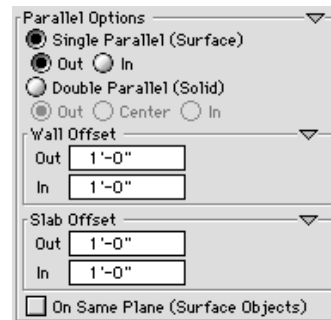 Parallel Options
Single Parallel (Surface)
Out In
Double Parallel (Solid)
Out Center In
Wall Offset
Out 1'-0"
In 1'-0"
Slab Offset
Out 1'-0"
In 1'-0"
On Same Plane (Surface Objects)